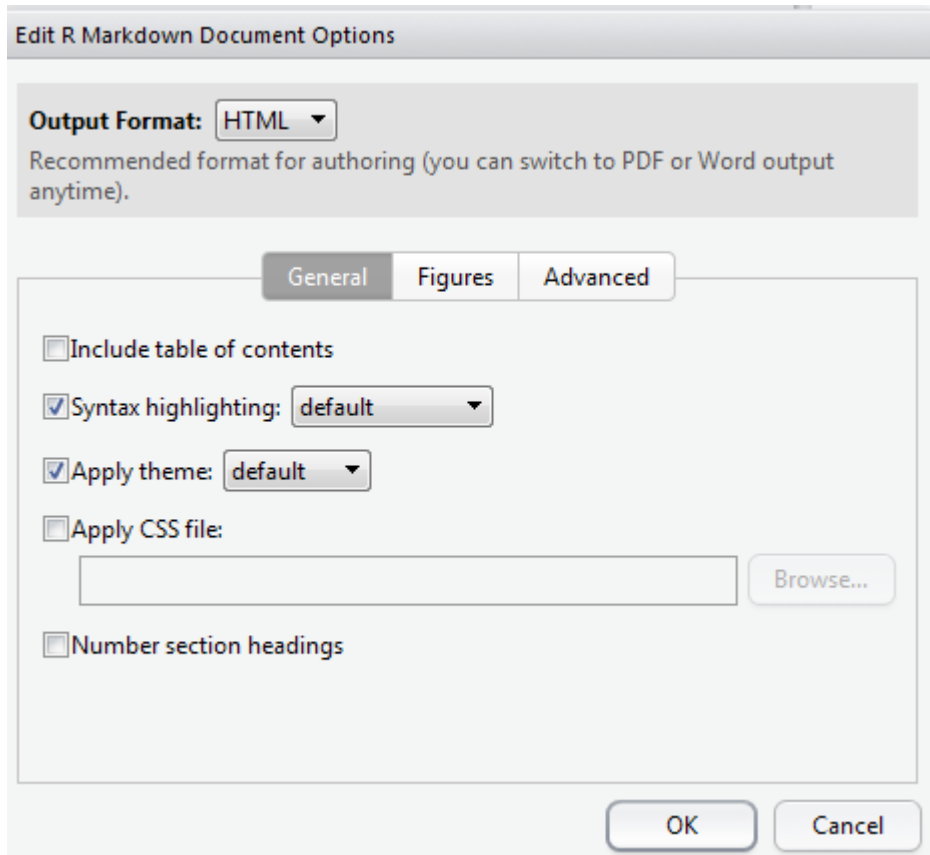 Edit R Markdown Document Options
Output Format: HTML
Recommended format for authoring (you can switch to PDF or Word output
anytime).
General Figures Advanced
Include table of contents
Syntax highlighting: default
Apply theme: default
Apply CSS file:
Browse...
Number section headings
OK Cancel